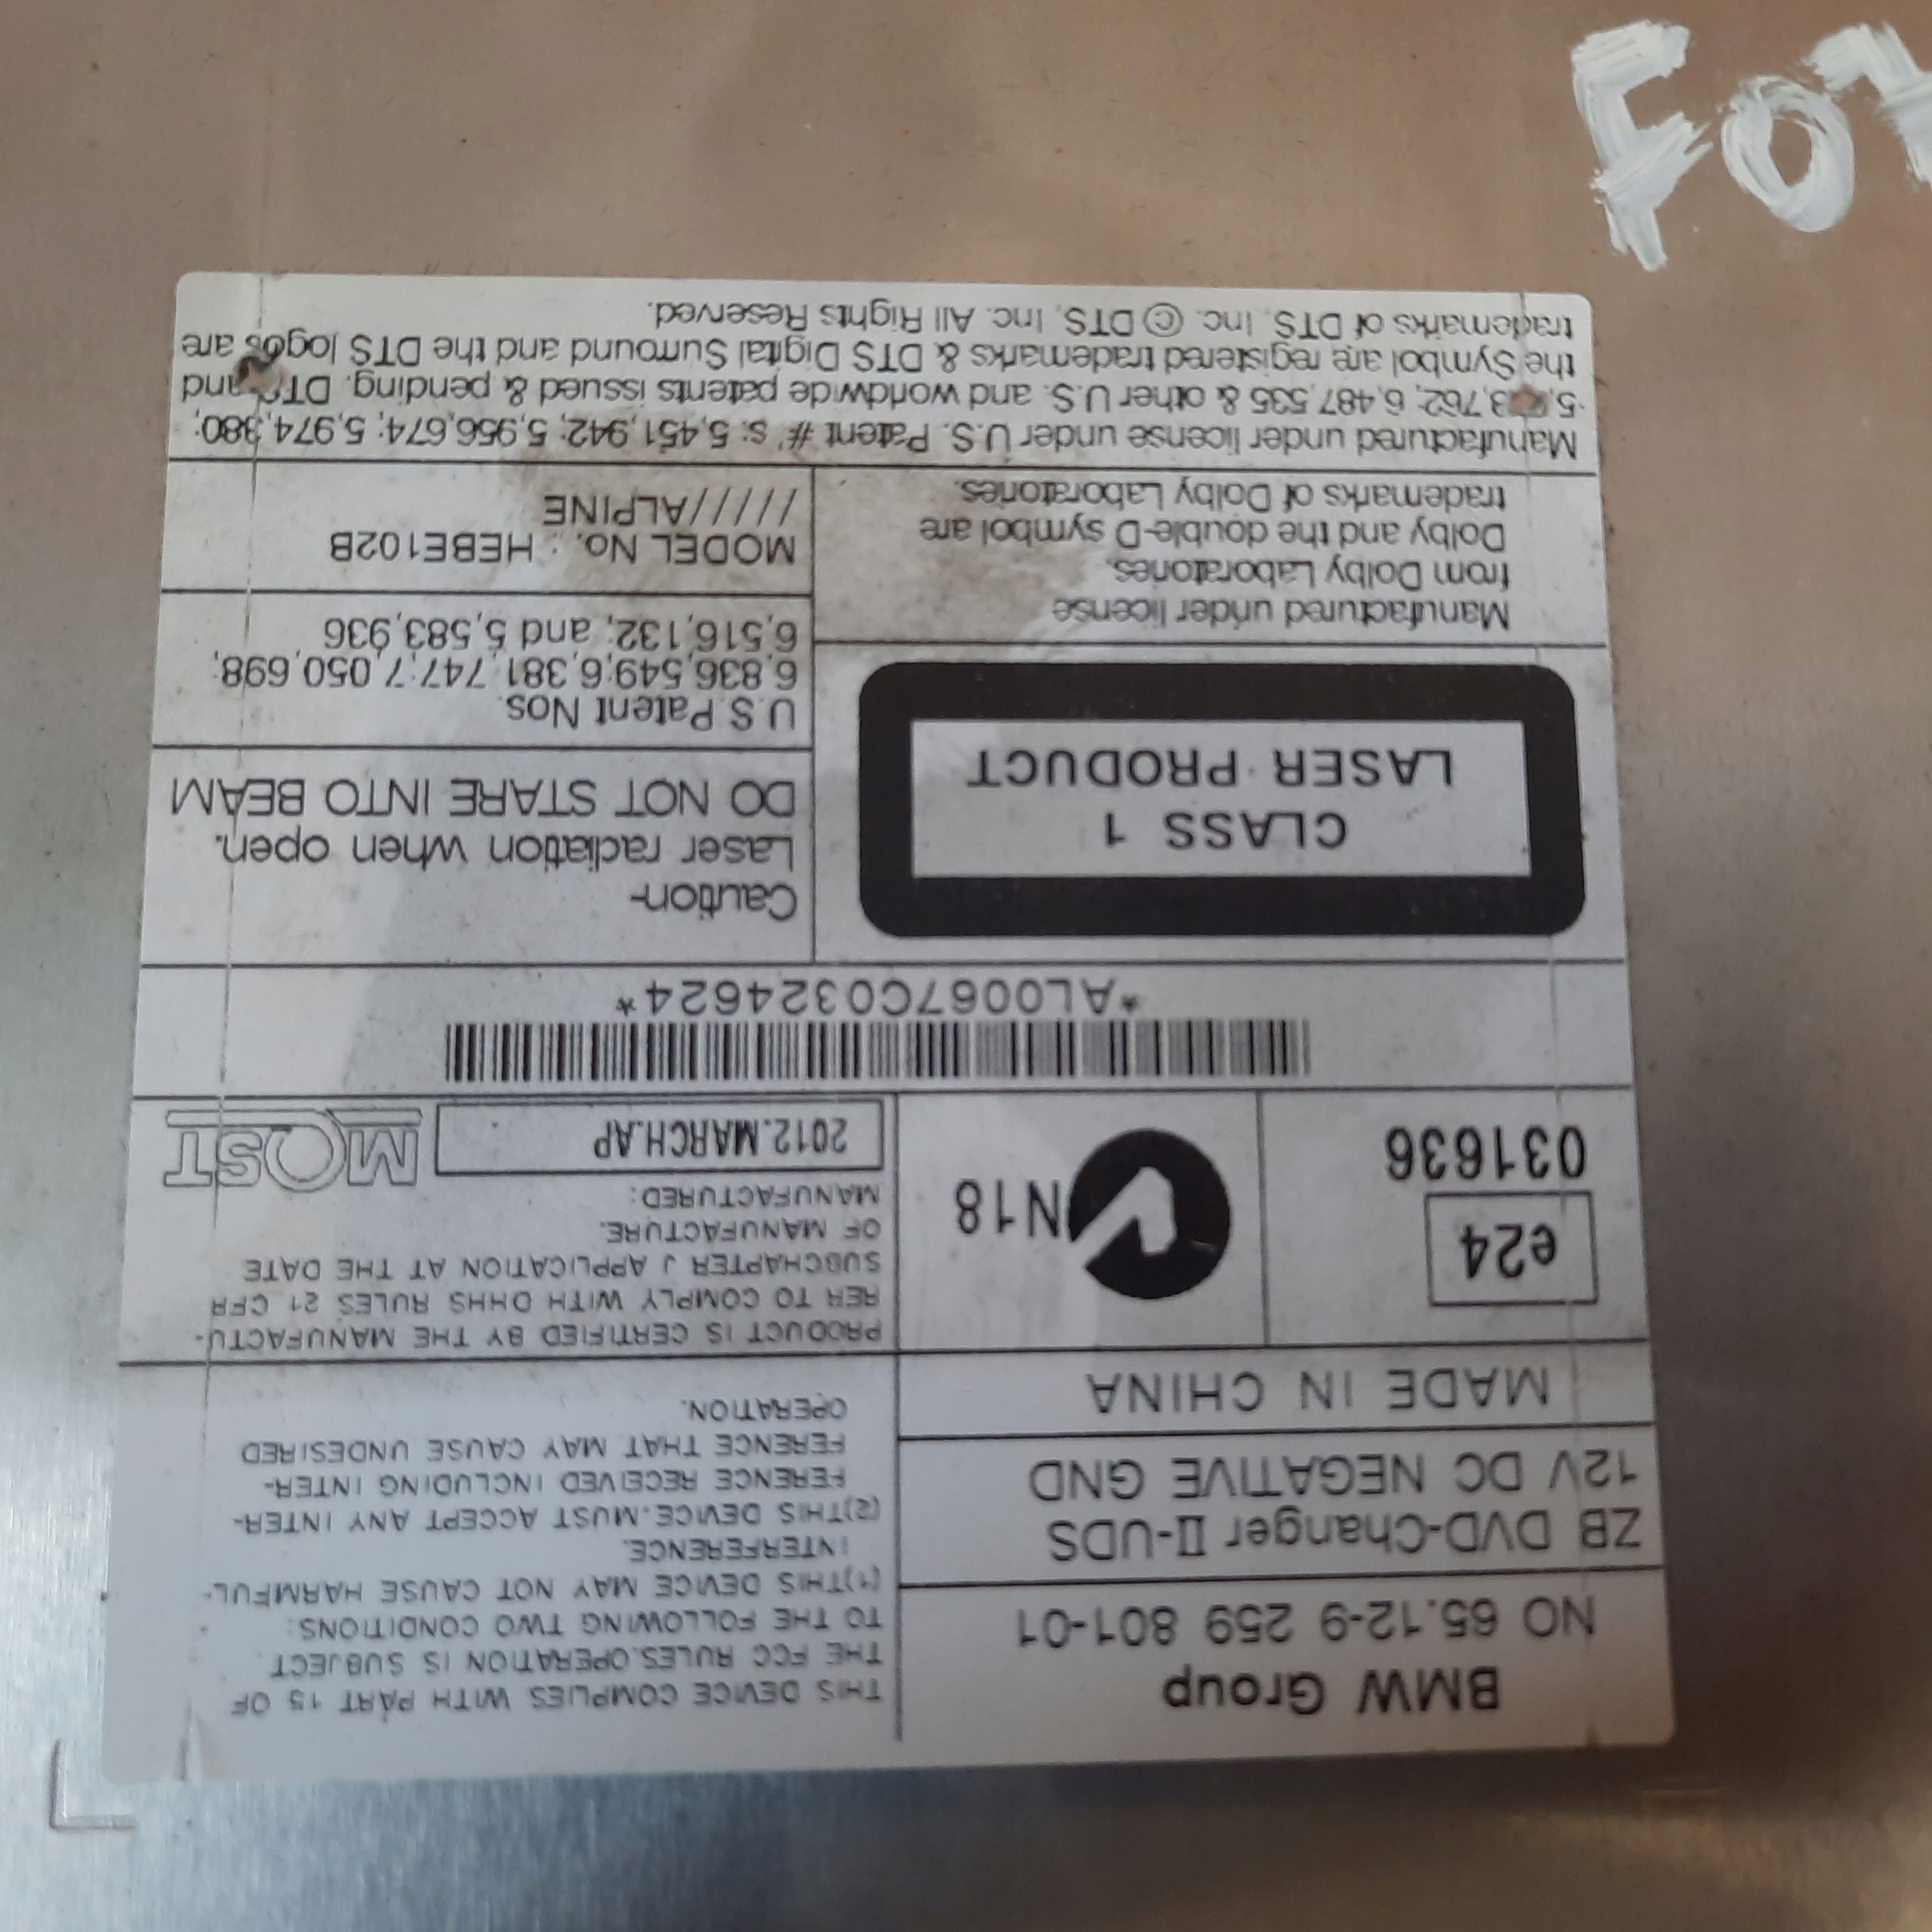 BMW Group
NO 65.12-9 259 801-01
ZB DVD-Changer II-UDS
12V DC NEGATIVE GND
MADE IN CHINA
e24
031636
N18
THIS DEVICE COMPLIES WITH PART 15 OF
THE FCC RULES.OPERATION IS SUBJECT
TO THE FOLLOWING TWO CONDITIONS:
(1)THIS DEVICE MAY NOT CAUSE HARMFUL
INTERFERENCE.
(2)THIS DEVICE MUST ACCEPT ANY INTER-
FERENCE RECEIVED INCLUDING INTER-
FERENCE THAT MAY CAUSE UNDESIRED
OPERATION.
PRODUCT IS CERTIFIED BY THE MANUFACTU-
RER TO COMPLY WITH DHHS RULES 21 CFR
SUBCHAPTER J APPLICATION AT THE DATE
OF MANUFACTURE.
MANUFACTURED:
2012.MARCH.AP
MOST
*AL0067C0324624*
CLASS 1
LASER PRODUCT
Caution-
Laser radiation when open.
DO NOT STARE INTO BEAM
U.S.Patent Nos.
6,836,549;6,381,747;7,050,698;
6,516,132; and 5,583,936
Manufactured under license
from Dolby Laboratories.
Dolby and the double-D symbol are
trademarks of Dolby Laboratories.
MODEL No. : HEBE102B
/////ALPINE
Manufactured under license under U.S. Patent #' s: 5,451,942; 5,956,674; 5,974,380;
6,487,535 & other U.S. and worldwide patents issued & pending. DTS and
the Symbol are registered trademarks & DTS Digital Surround and the DTS logos are
trademarks of DTS, Inc. © DTS, Inc. All Rights Reserved.